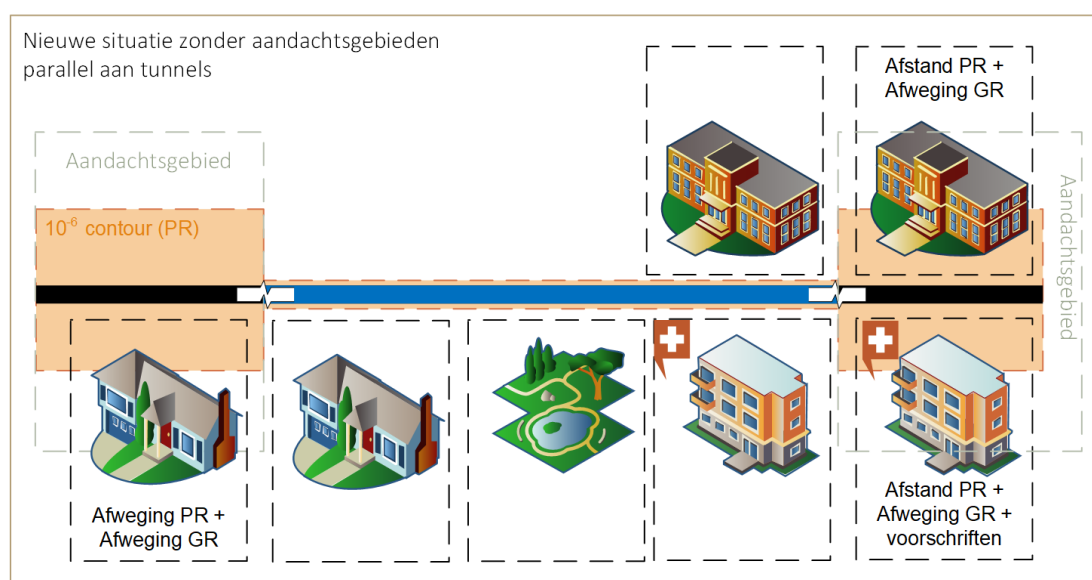 Nieuwe situatie zonder aandachtsgebieden
parallel aan tunnels
Afstand PR +
Afweging GR
Aandachtsgebied
Aandachtsgebied
10⁻⁶ contour (PR)
Afweging PR +
Afweging GR
Afstand PR +
Afweging GR +
voorschriften